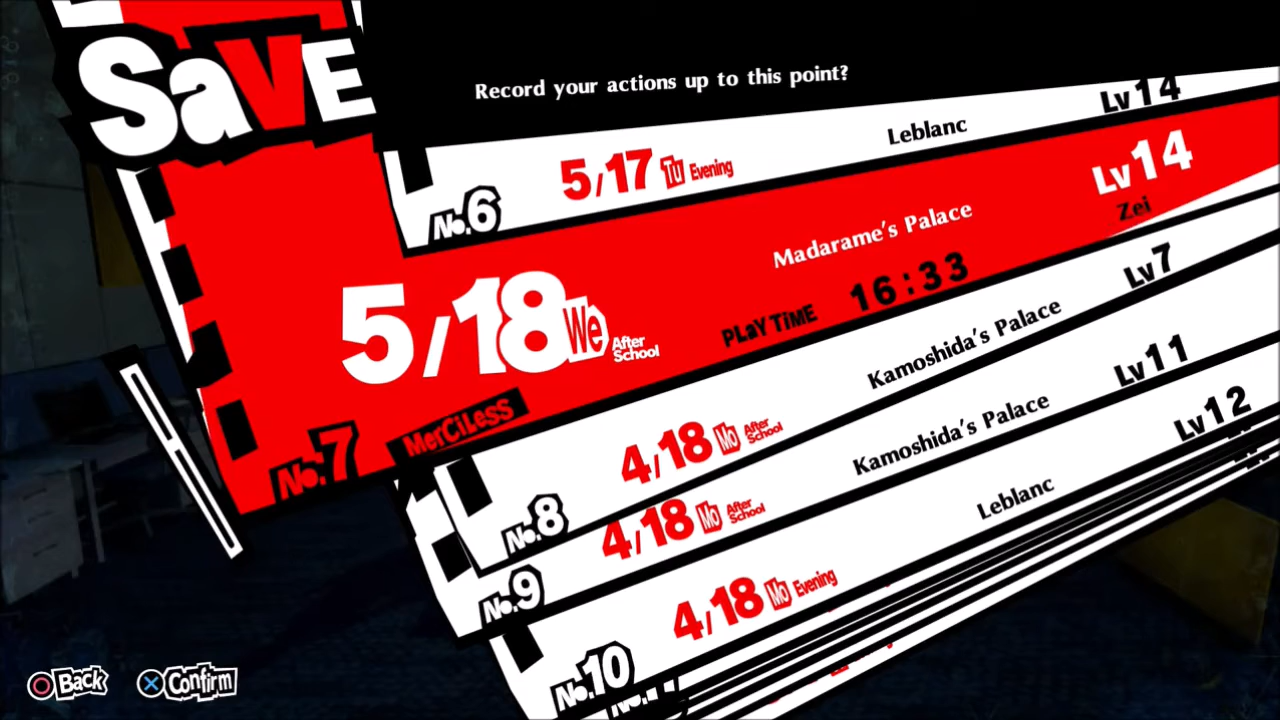 SaVE
Record your actions up to this point?
No.6 5/17 Tu Evening Leblanc Lv14
No.7 5/18 We After School Madarame's Palace Lv14
Zei
PLaY TiME 16:33
MerCiLesS
No.8 4/18 Mo After School Kamoshida's Palace Lv7
No.9 4/18 Mo After School Kamoshida's Palace Lv11
No.10 4/18 Mo Evening Leblanc Lv12
No.11
Back Confirm